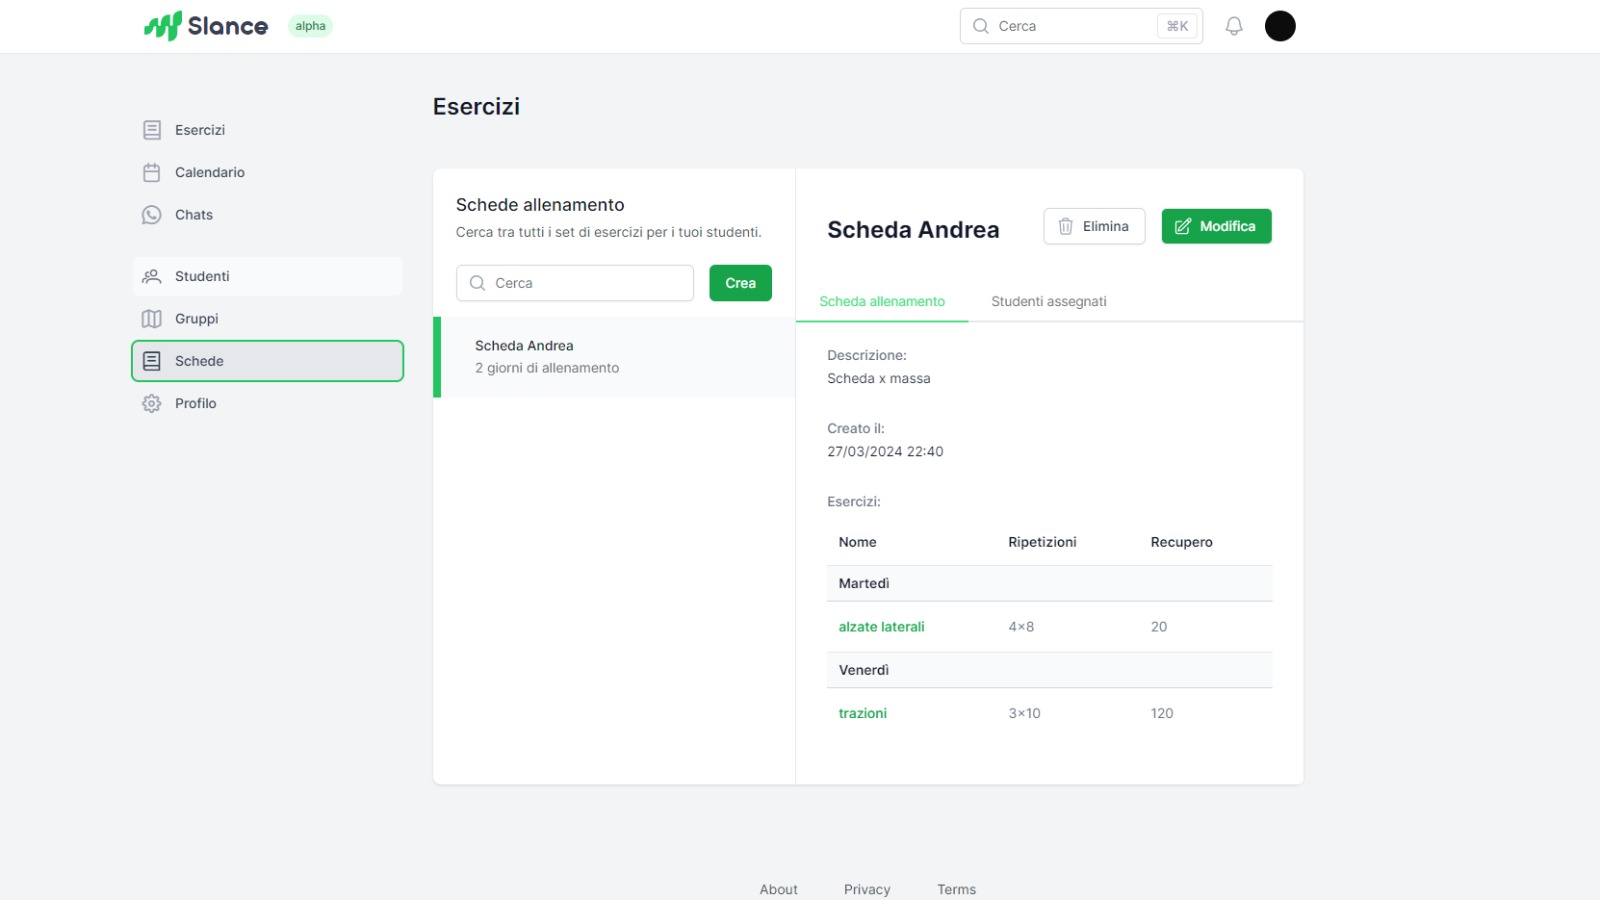 Slance alpha Cerca ⌘K
Esercizi
Calendario
Chats
Studenti
Gruppi
Schede
Profilo
Esercizi
Schede allenamento
Cerca tra tutti i set di esercizi per i tuoi studenti.
Cerca Crea
Scheda Andrea
2 giorni di allenamento
Scheda Andrea Elimina Modifica
Scheda allenamento Studenti assegnati
Descrizione:
Scheda x massa
Creato il:
27/03/2024 22:40
Esercizi:
Nome Ripetizioni Recupero
Martedì
alzate laterali 4×8 20
Venerdì
trazioni 3×10 120
About Privacy Terms